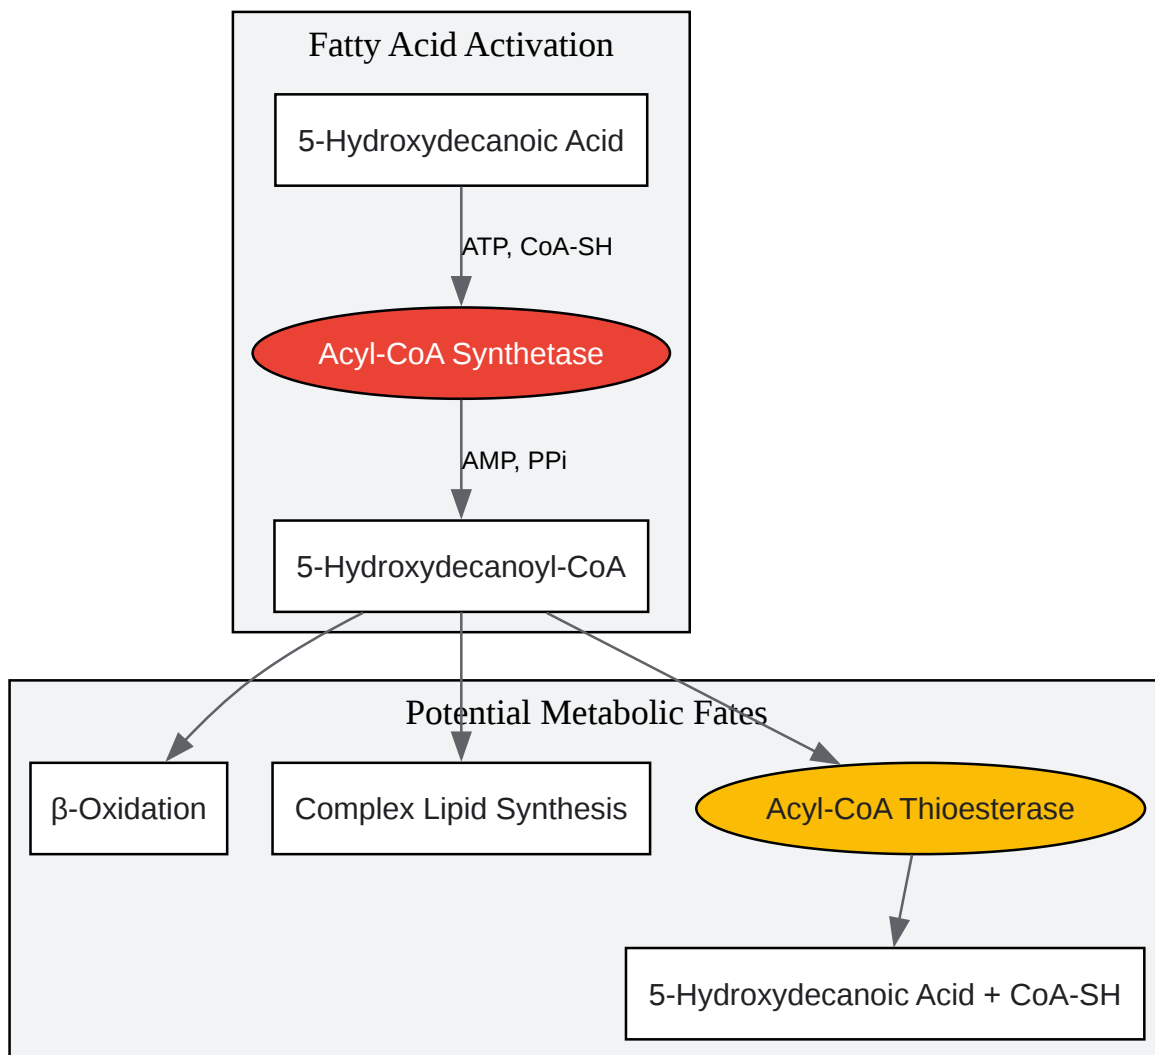 Fatty Acid Activation
5-Hydroxydecanoic Acid
ATP, CoA-SH
Acyl-CoA Synthetase
AMP, PPi
5-Hydroxydecanoyl-CoA
Potential Metabolic Fates
β-Oxidation
Complex Lipid Synthesis
Acyl-CoA Thioesterase
5-Hydroxydecanoic Acid + CoA-SH